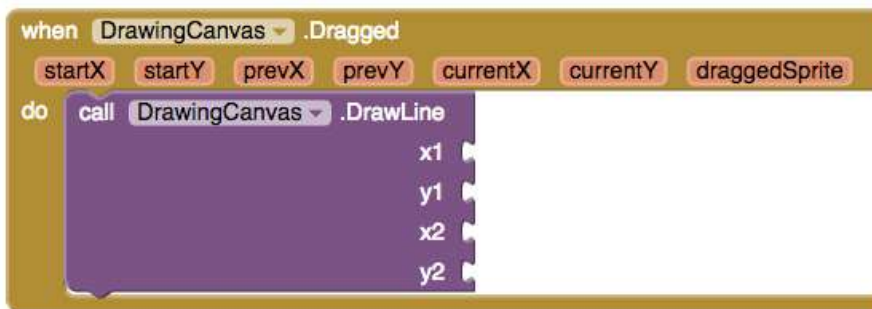 when DrawingCanvas .Dragged
startX startY prevX prevY currentX currentY draggedSprite
do call DrawingCanvas .DrawLine
x1
y1
x2
y2